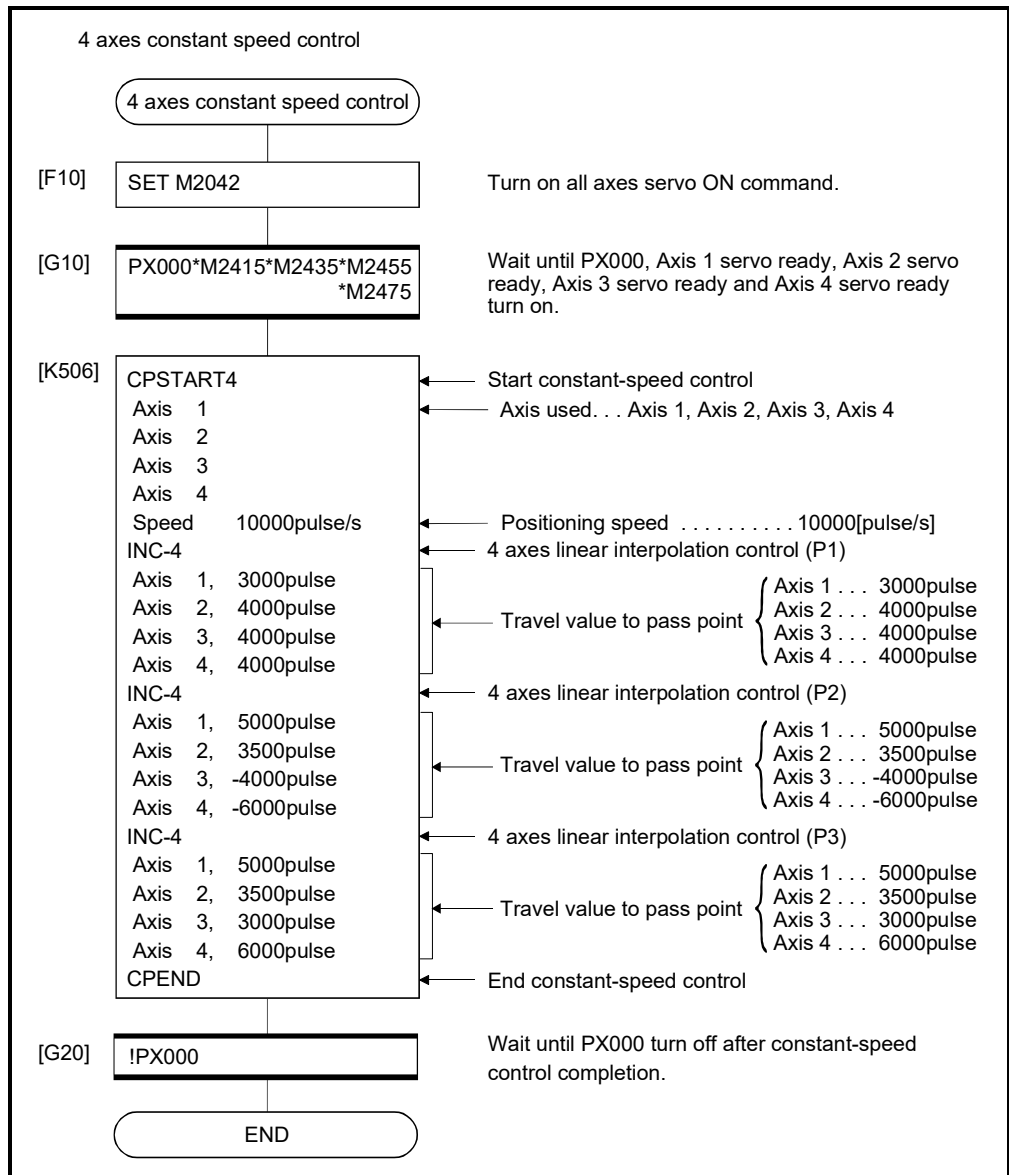 4 axes constant speed control
4 axes constant speed control
[F10]
SET M2042
Turn on all axes servo ON command.
[G10]
PX000*M2415*M2435*M2455
*M2475
Wait until PX000, Axis 1 servo ready, Axis 2 servo
ready, Axis 3 servo ready and Axis 4 servo ready
turn on.
[K506]
CPSTART4
Start constant-speed control
Axis 1
Axis used. . . Axis 1, Axis 2, Axis 3, Axis 4
Axis 2
Axis 3
Axis 4
Speed 10000pulse/s
Positioning speed . . . . . . . . . . 10000[pulse/s]
INC-4
4 axes linear interpolation control (P1)
Axis 1, 3000pulse
Axis 2, 4000pulse
Axis 3, 4000pulse
Axis 4, 4000pulse
Travel value to pass point
Axis 1 . . . 3000pulse
Axis 2 . . . 4000pulse
Axis 3 . . . 4000pulse
Axis 4 . . . 4000pulse
INC-4
4 axes linear interpolation control (P2)
Axis 1, 5000pulse
Axis 2, 3500pulse
Axis 3, -4000pulse
Axis 4, -6000pulse
Travel value to pass point
Axis 1 . . . 5000pulse
Axis 2 . . . 3500pulse
Axis 3 . . . -4000pulse
Axis 4 . . . -6000pulse
INC-4
4 axes linear interpolation control (P3)
Axis 1, 5000pulse
Axis 2, 3500pulse
Axis 3, 3000pulse
Axis 4, 6000pulse
Travel value to pass point
Axis 1 . . . 5000pulse
Axis 2 . . . 3500pulse
Axis 3 . . . 3000pulse
Axis 4 . . . 6000pulse
CPEND
End constant-speed control
[G20]
!PX000
Wait until PX000 turn off after constant-speed
control completion.
END